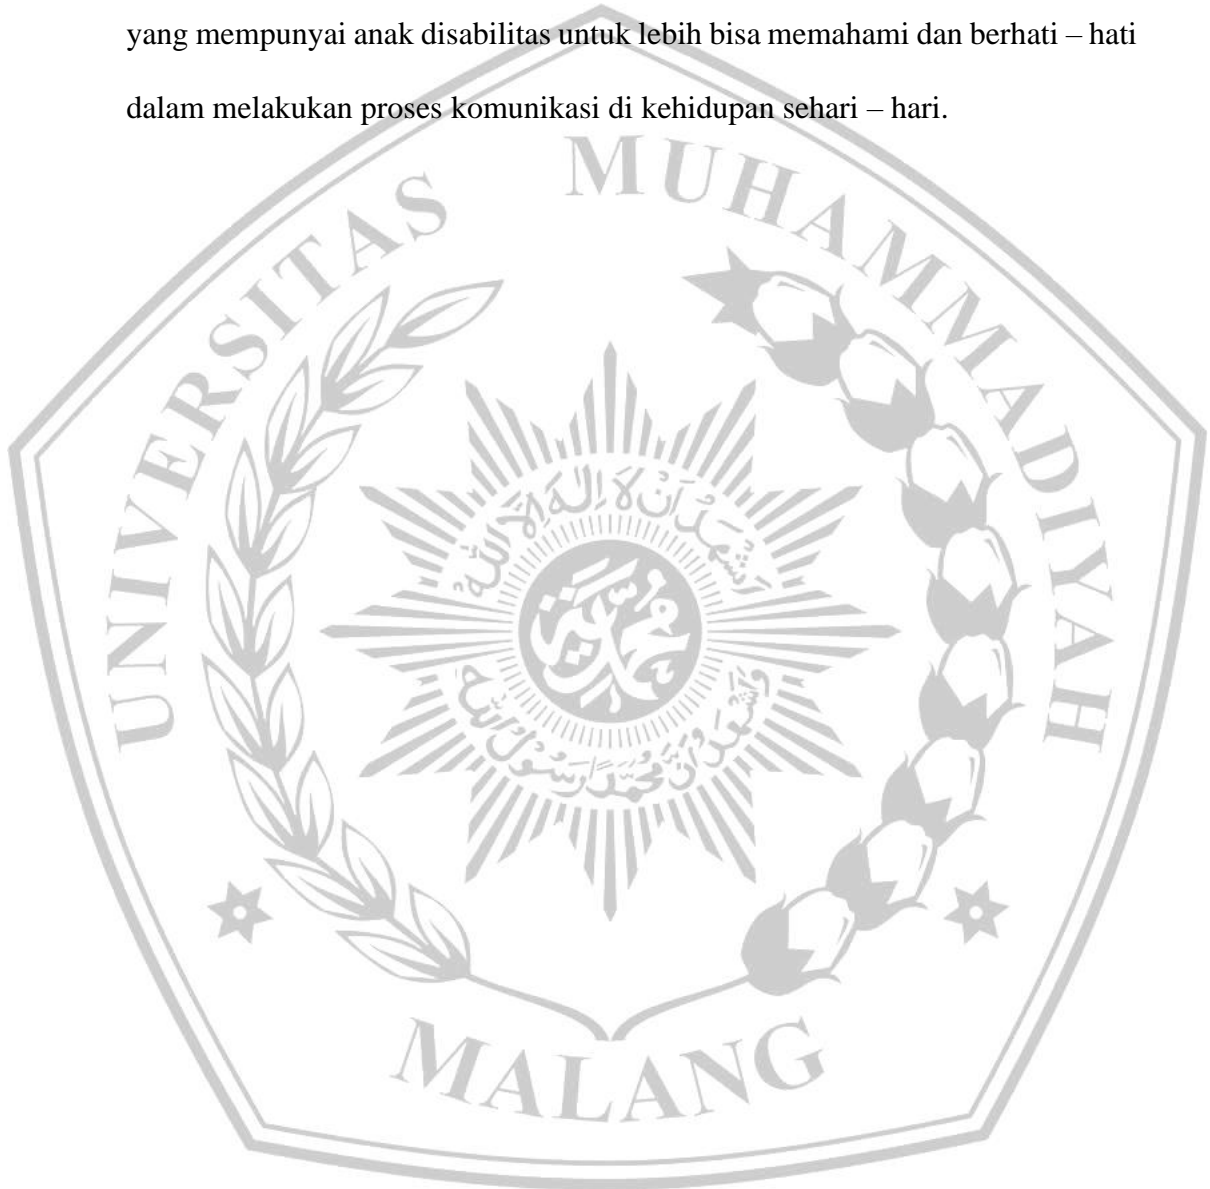 yang mempunyai anak disabilitas untuk lebih bisa memahami dan berhati – hati
dalam melakukan proses komunikasi di kehidupan sehari – hari.
UNIVERSITAS MUHAMMADIYAH
MALANG